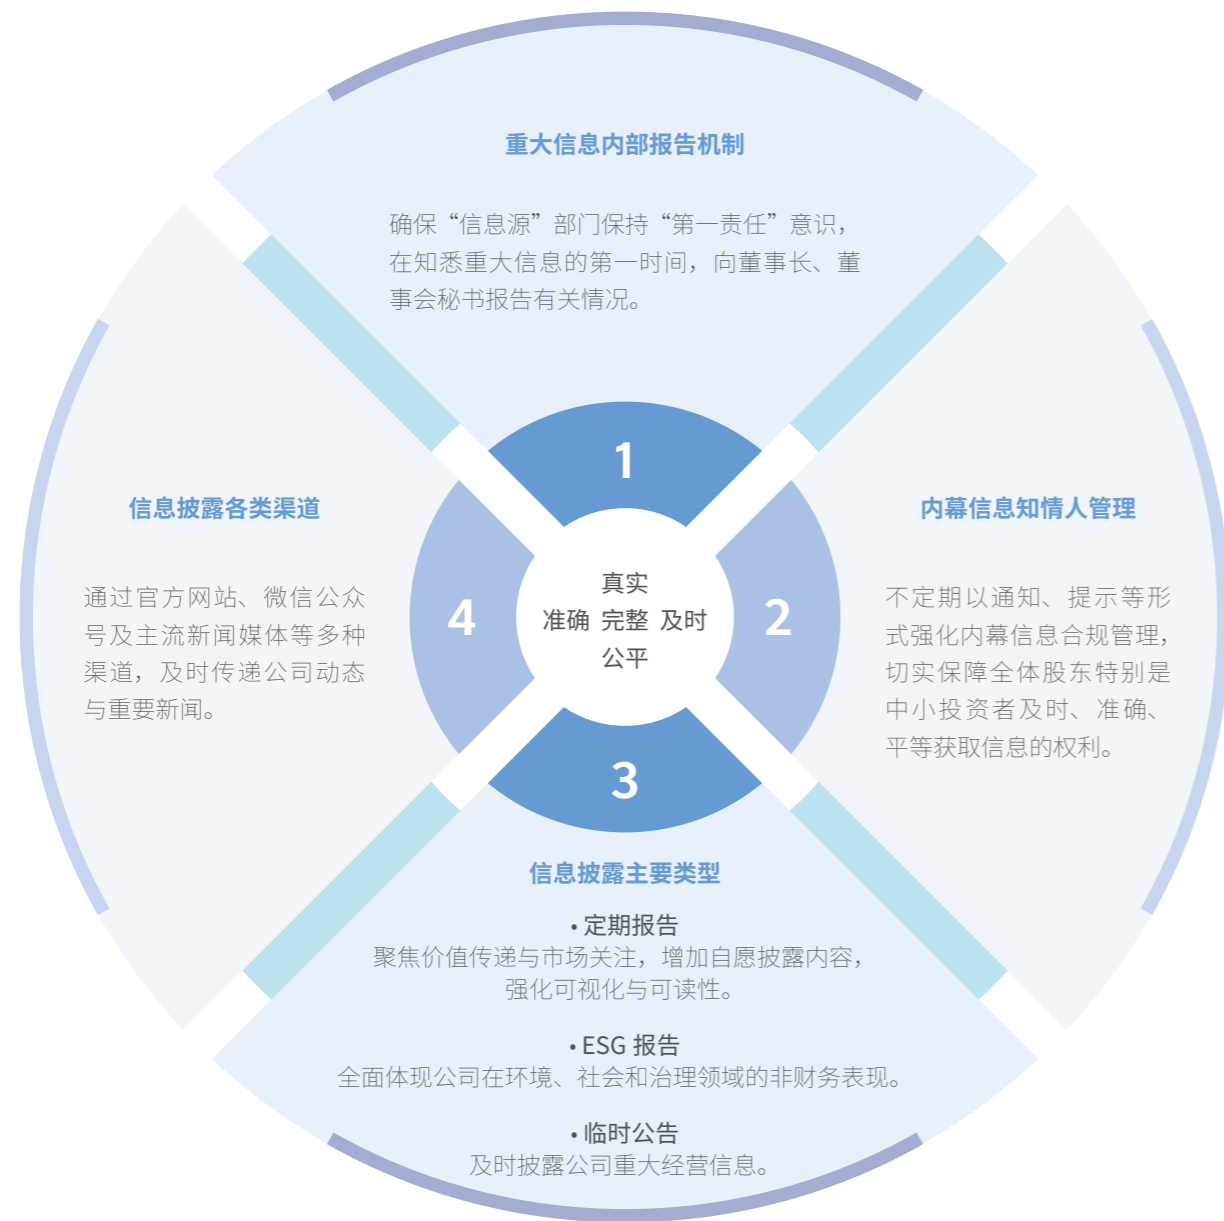 重大信息内部报告机制
确保“信息源”部门保持“第一责任”意识，
在知悉重大信息的第一时间，向董事长、董
事会秘书报告有关情况。
1
内幕信息知情人管理
不定期以通知、提示等形
式强化内幕信息合规管理，
切实保障全体股东特别是
中小投资者及时、准确、
平等获取信息的权利。
2
3
信息披露主要类型
• 定期报告
聚焦价值传递与市场关注，增加自愿披露内容，
强化可视化与可读性。
• ESG 报告
全面体现公司在环境、社会和治理领域的非财务表现。
• 临时公告
及时披露公司重大经营信息。
信息披露各类渠道
通过官方网站、微信公众
号及主流新闻媒体等多种
渠道，及时传递公司动态
与重要新闻。
4
真实
准确 完整 及时
公平